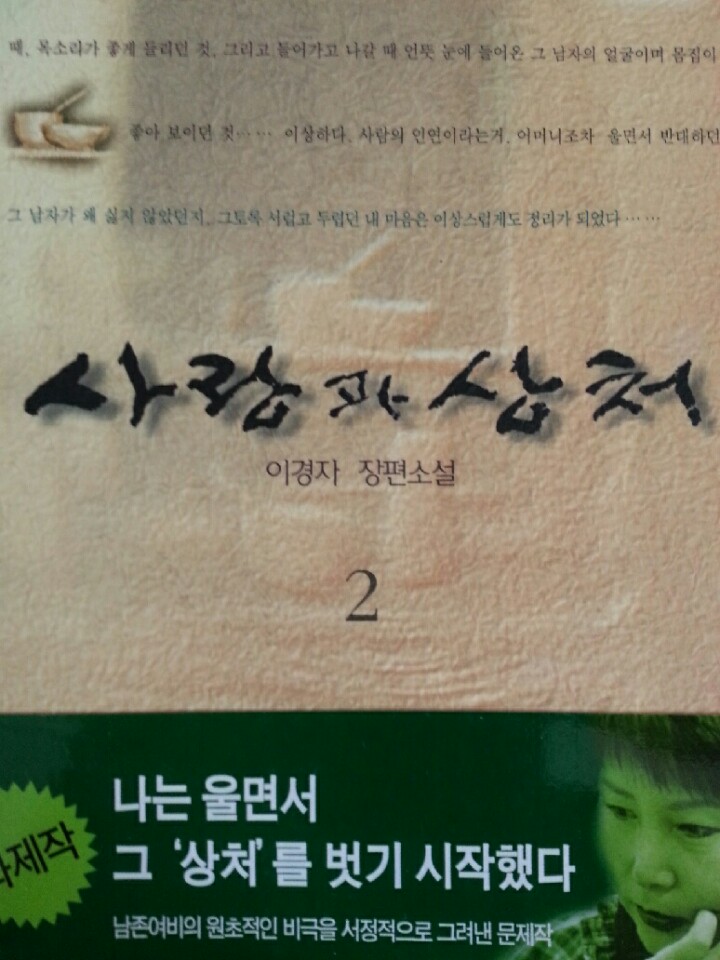 때, 목소리가 좋게 들리던 것, 그리고 들어가고 나갈 때 언뜻 눈에 들어온 그 남자의 얼굴이며 몸집이
좋아 보이던 것…… 이상하다. 사람의 인연이라는거. 어머니조차 울면서 반대하던
그 남자가 왜 싫지 않았던지. 그토록 서럽고 두렵던 내 마음은 이상스럽게도 정리가 되었다……
사랑과 상처
이경자 장편소설
2
나는 울면서
그 '상처'를 벗기 시작했다
남존여비의 원초적인 비극을 서정적으로 그려낸 문제작
제작